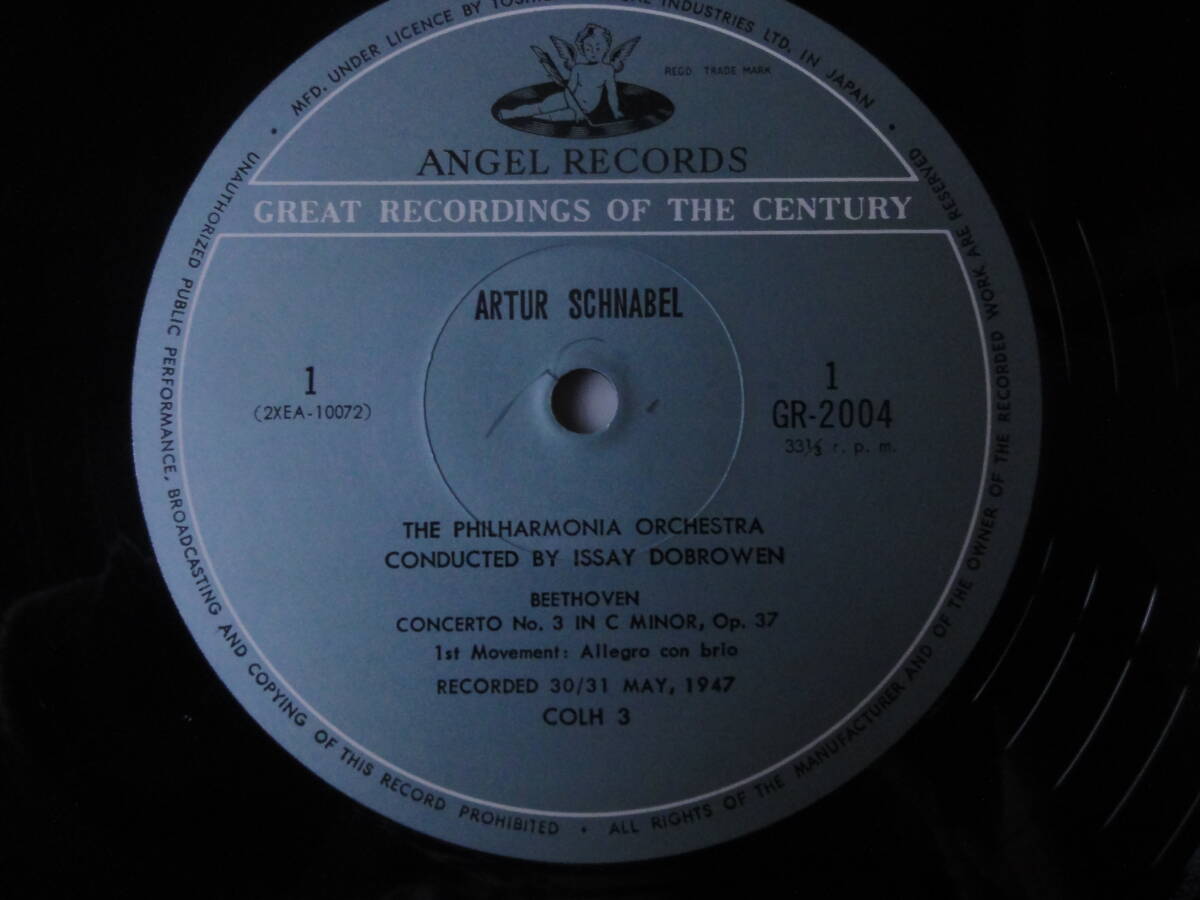 MFD. UNDER LICENCE BY INDUSTRIES LTD. IN JAPAN
REGD. TRADE MARK
ANGEL RECORDS
GREAT RECORDINGS OF THE CENTURY
ARTUR SCHNABEL
1
(2XEA-10072)
1
GR-2004
33⅓ r. p. m.
THE PHILHARMONIA ORCHESTRA
CONDUCTED BY ISSAY DOBROWEN
BEETHOVEN
CONCERTO No. 3 IN C MINOR, Op. 37
1st Movement: Allegro con brio
RECORDED 30/31 MAY, 1947
COLH 3
UNAUTHORIZED PUBLIC PERFORMANCE, BROADCASTING AND COPYING OF THIS RECORD PROHIBITED • ALL RIGHTS OF THE MANUFACTURER AND OF THE OWNER OF THE RECORDED WORK ARE RESERVED